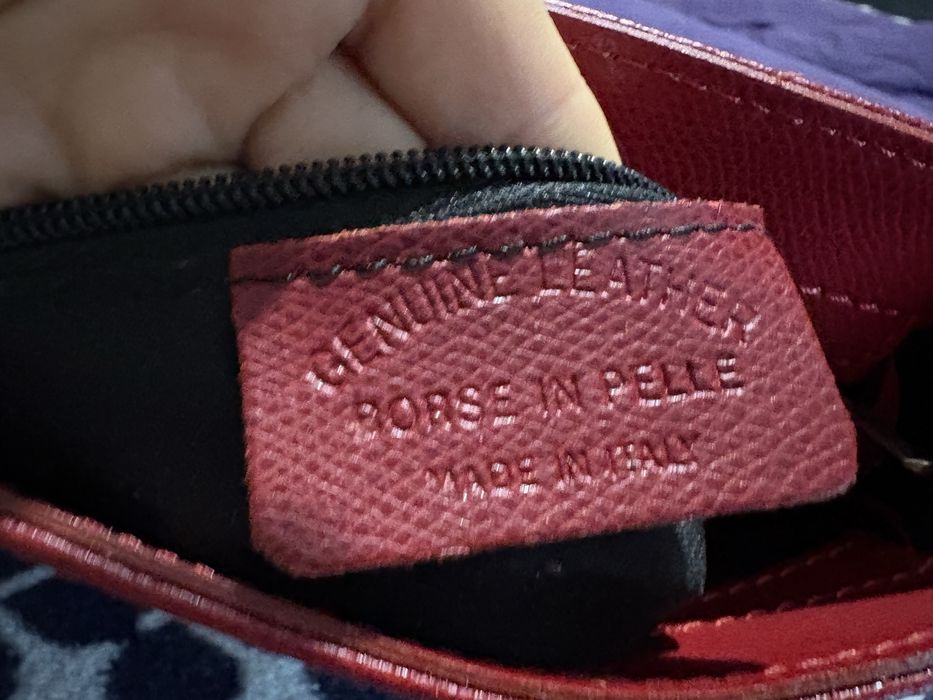 GENUINE LEATHER
BORSE IN PELLE
MADE IN ITALY